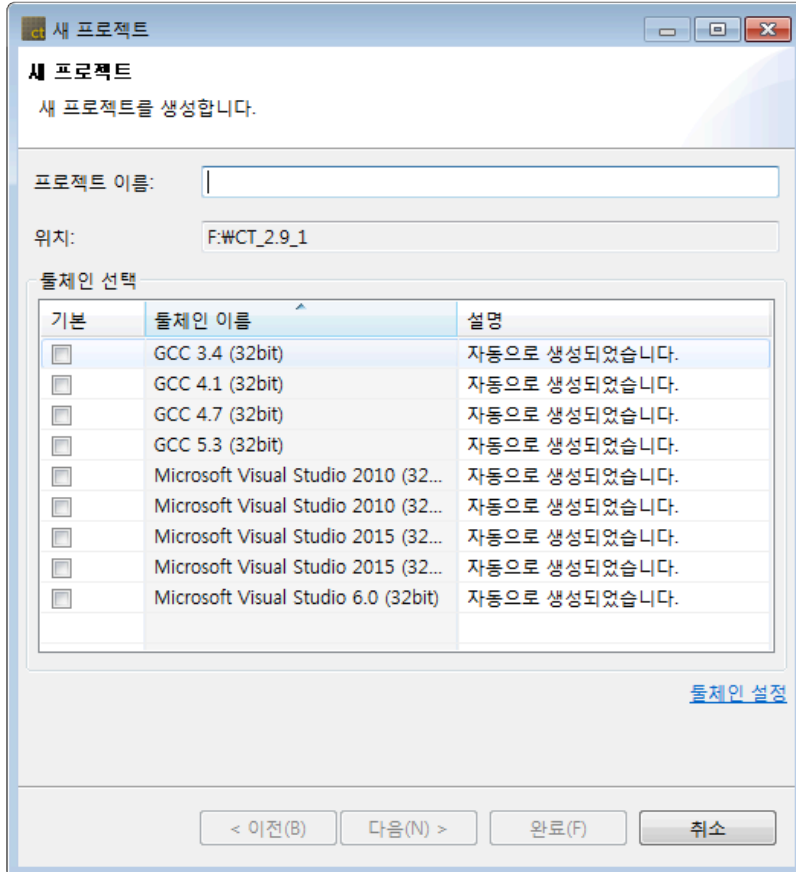 ct 새 프로젝트
새 프로젝트
새 프로젝트를 생성합니다.
프로젝트 이름:
위치: F:₩CT_2.9_1
툴체인 선택
기본 툴체인 이름 설명
GCC 3.4 (32bit) 자동으로 생성되었습니다.
GCC 4.1 (32bit) 자동으로 생성되었습니다.
GCC 4.7 (32bit) 자동으로 생성되었습니다.
GCC 5.3 (32bit) 자동으로 생성되었습니다.
Microsoft Visual Studio 2010 (32... 자동으로 생성되었습니다.
Microsoft Visual Studio 2010 (32... 자동으로 생성되었습니다.
Microsoft Visual Studio 2015 (32... 자동으로 생성되었습니다.
Microsoft Visual Studio 2015 (32... 자동으로 생성되었습니다.
Microsoft Visual Studio 6.0 (32bit) 자동으로 생성되었습니다.
툴체인 설정
< 이전(B) 다음(N) > 완료(F) 취소